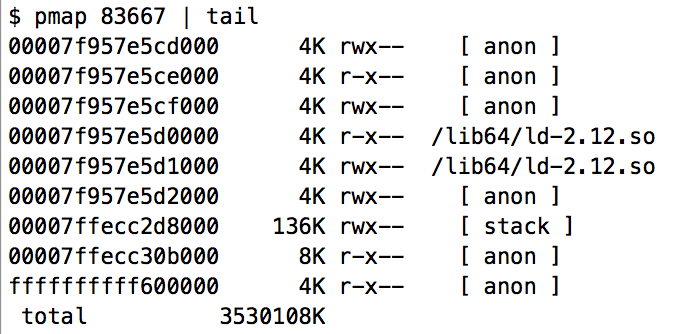 $ pmap 83667 | tail
00007f957e5cd000      4K rwx--    [ anon ]
00007f957e5ce000      4K r-x--    [ anon ]
00007f957e5cf000      4K rwx--    [ anon ]
00007f957e5d0000      4K r-x--  /lib64/ld-2.12.so
00007f957e5d1000      4K rwx--  /lib64/ld-2.12.so
00007f957e5d2000      4K rwx--    [ anon ]
00007ffecc2d8000    136K rwx--    [ stack ]
00007ffecc30b000      8K r-x--    [ anon ]
ffffffffff600000      4K r-x--    [ anon ]
 total          3530108K